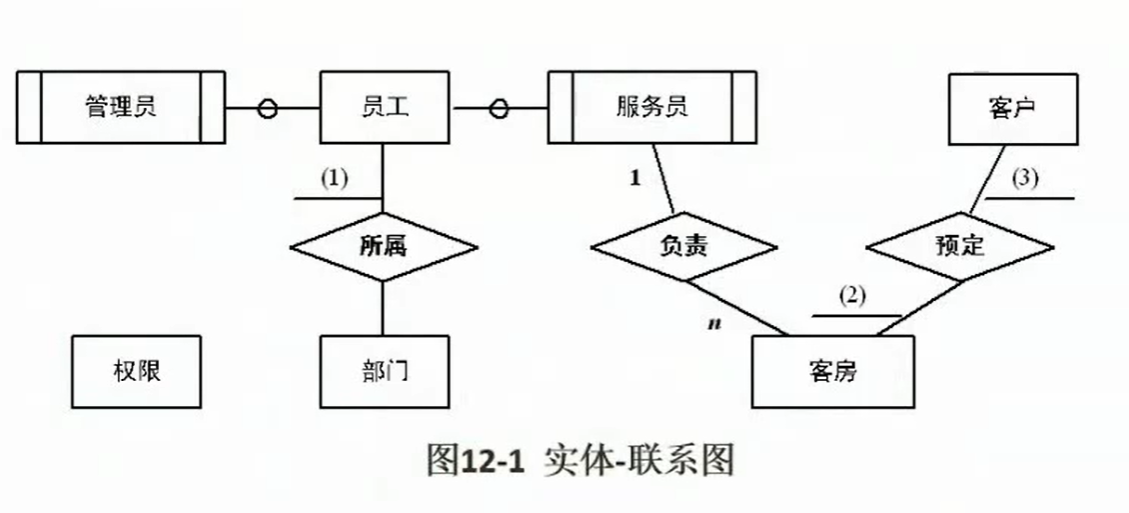 管理员 员工 服务员 客户
(1) 1 (3)
所属 负责 预定
(2)
n
权限 部门 客房
图12-1 实体-联系图